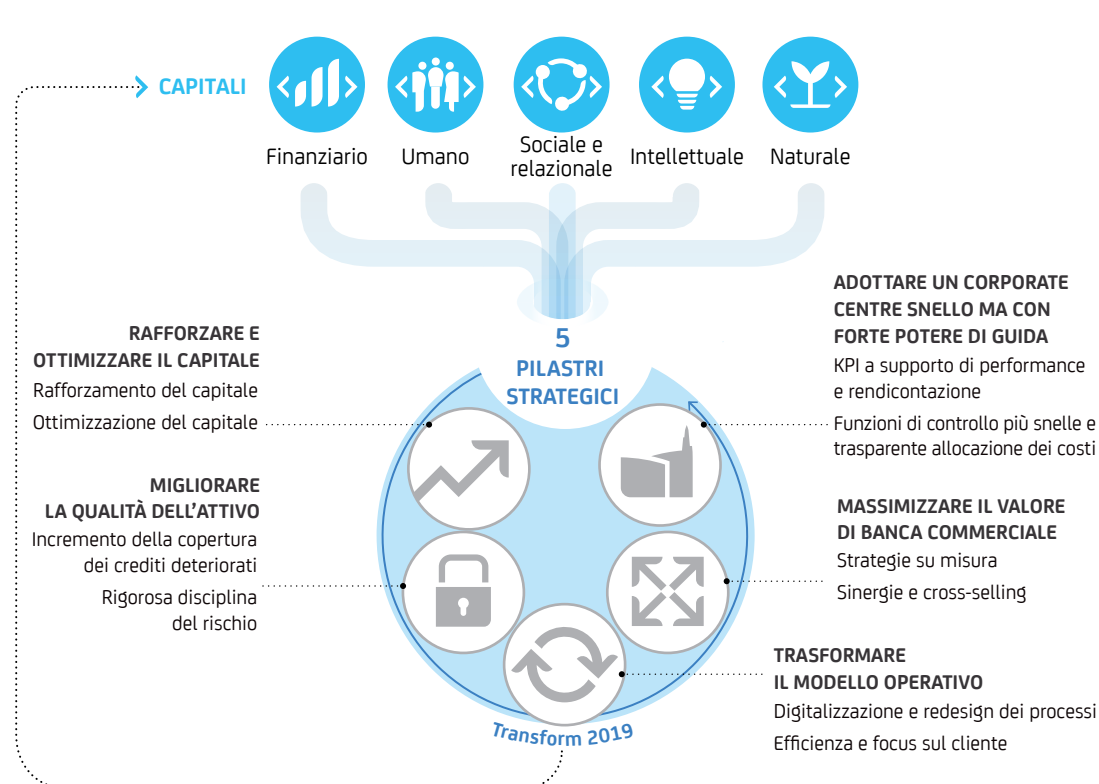 CAPITALI
Finanziario
Umano
Sociale e
relazionale
Intellettuale
Naturale
5
PILASTRI
STRATEGICI
RAFFORZARE E
OTTIMIZZARE IL CAPITALE
Rafforzamento del capitale
Ottimizzazione del capitale
MIGLIORARE
LA QUALITÀ DELL’ATTIVO
Incremento della copertura
dei crediti deteriorati
Rigorosa disciplina
del rischio
ADOTTARE UN CORPORATE
CENTRE SNELLO MA CON
FORTE POTERE DI GUIDA
KPI a supporto di performance
e rendicontazione
Funzioni di controllo più snelle e
trasparente allocazione dei costi
MASSIMIZZARE IL VALORE
DI BANCA COMMERCIALE
Strategie su misura
Sinergie e cross-selling
TRASFORMARE
IL MODELLO OPERATIVO
Digitalizzazione e redesign dei processi
Efficienza e focus sul cliente
Transform 2019